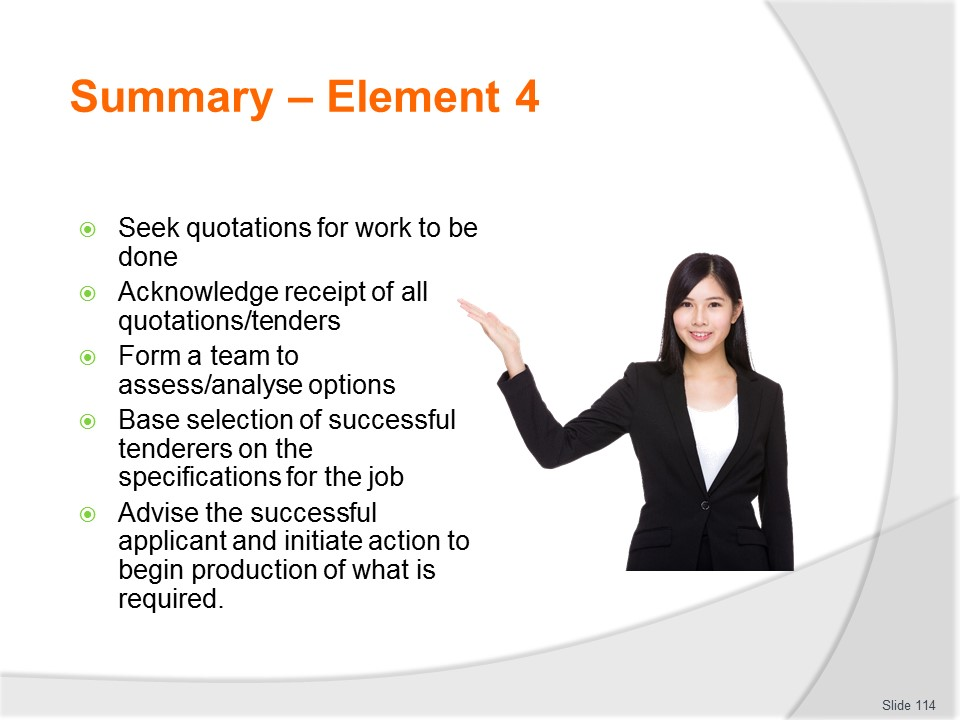 Summary – Element 4
Seek quotations for work to be
done
Acknowledge receipt of all
quotations/tenders
Form a team to
assess/analyse options
Base selection of successful
tenderers on the
specifications for the job
Advise the successful
applicant and initiate action to
begin production of what is
required.
Slide 114